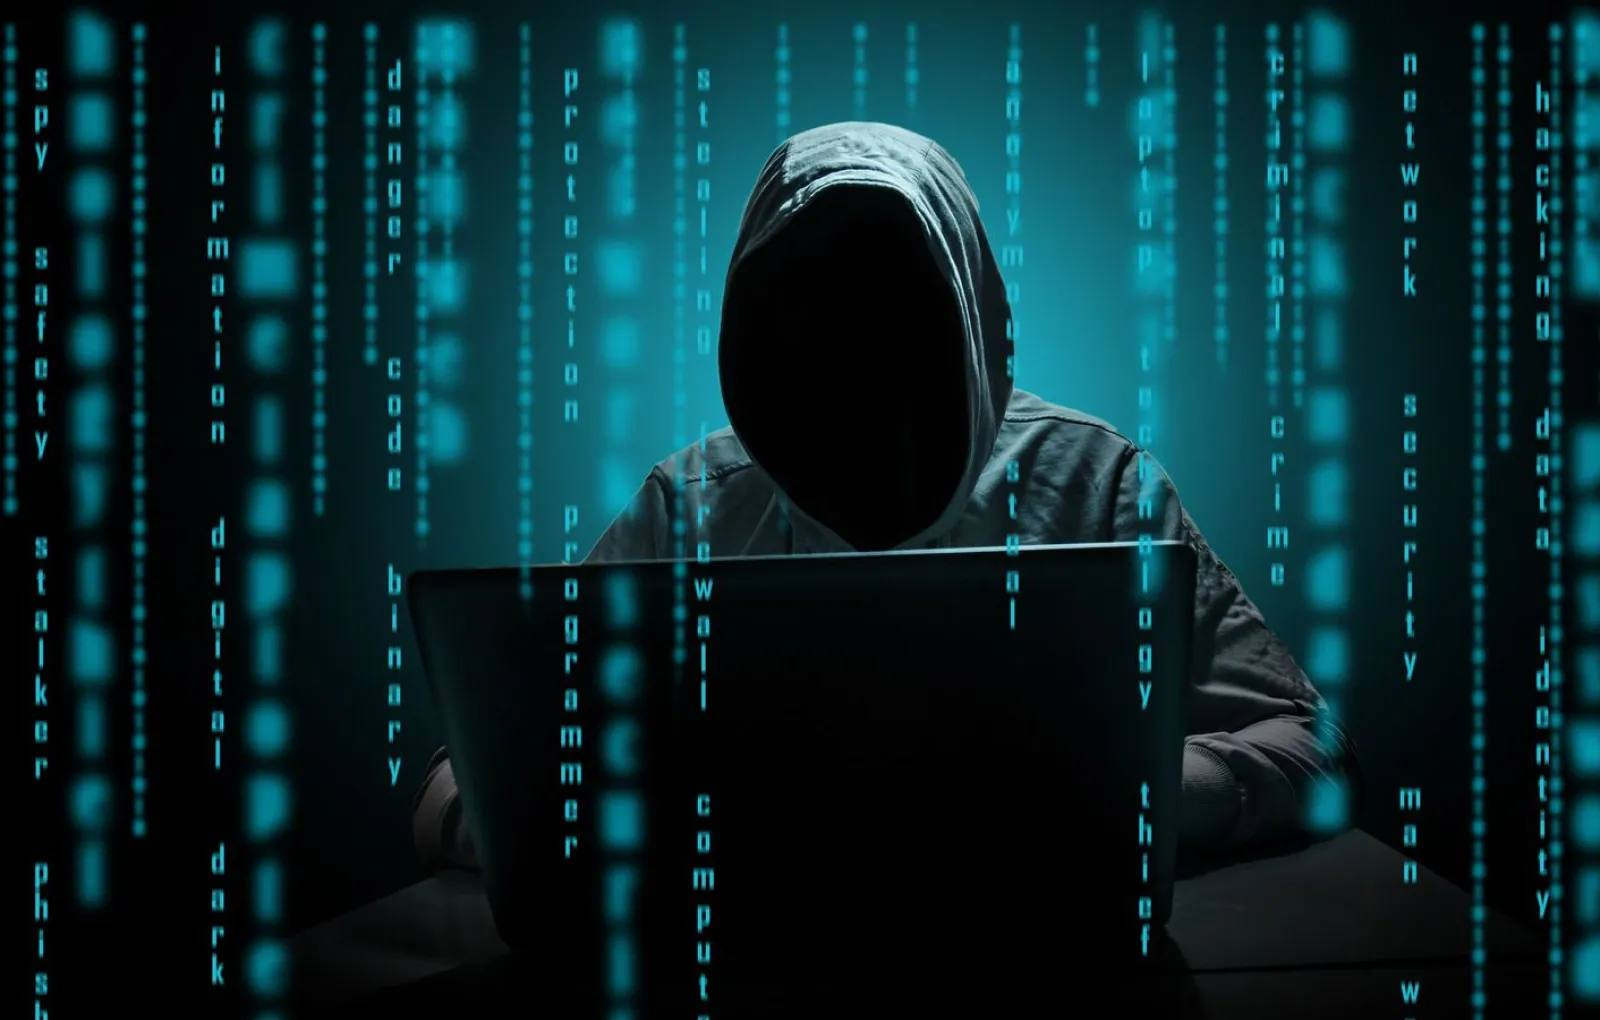 spy safety stalker phish
information digital dark
danger code binary
protection programmer
stealing firewall comput
anonymous steal
laptop technology thief
criminal crime
network security man w
hacking data identity